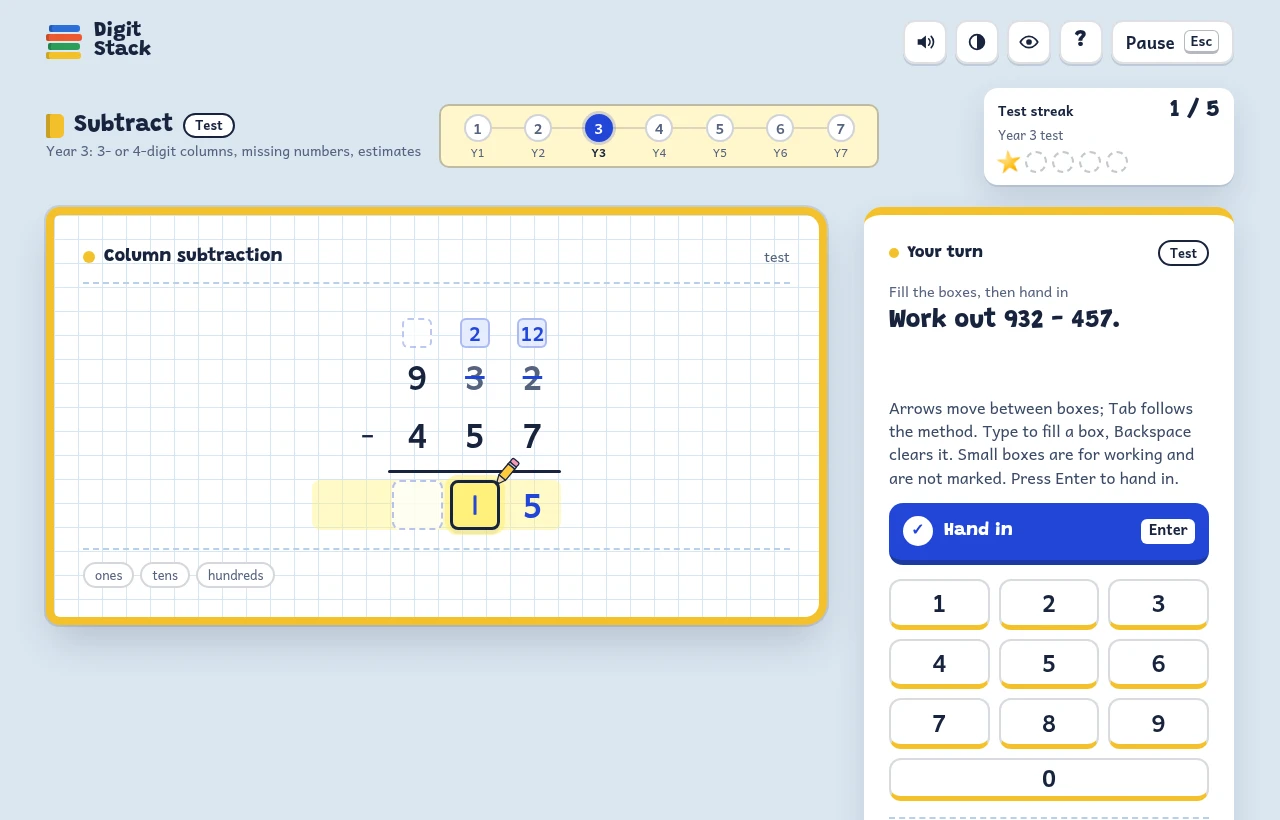 Digit
Stack
?
Pause Esc
Subtract Test
Year 3: 3- or 4-digit columns, missing numbers, estimates
1 2 3 4 5 6 7
Y1 Y2 Y3 Y4 Y5 Y6 Y7
Test streak 1 / 5
Year 3 test
Column subtraction test
2 12
9 3 2
- 4 5 7
5
ones tens hundreds
Your turn Test
Fill the boxes, then hand in
Work out 932 - 457.
Arrows move between boxes; Tab follows
the method. Type to fill a box, Backspace
clears it. Small boxes are for working and
are not marked. Press Enter to hand in.
✓ Hand in Enter
1 2 3
4 5 6
7 8 9
0